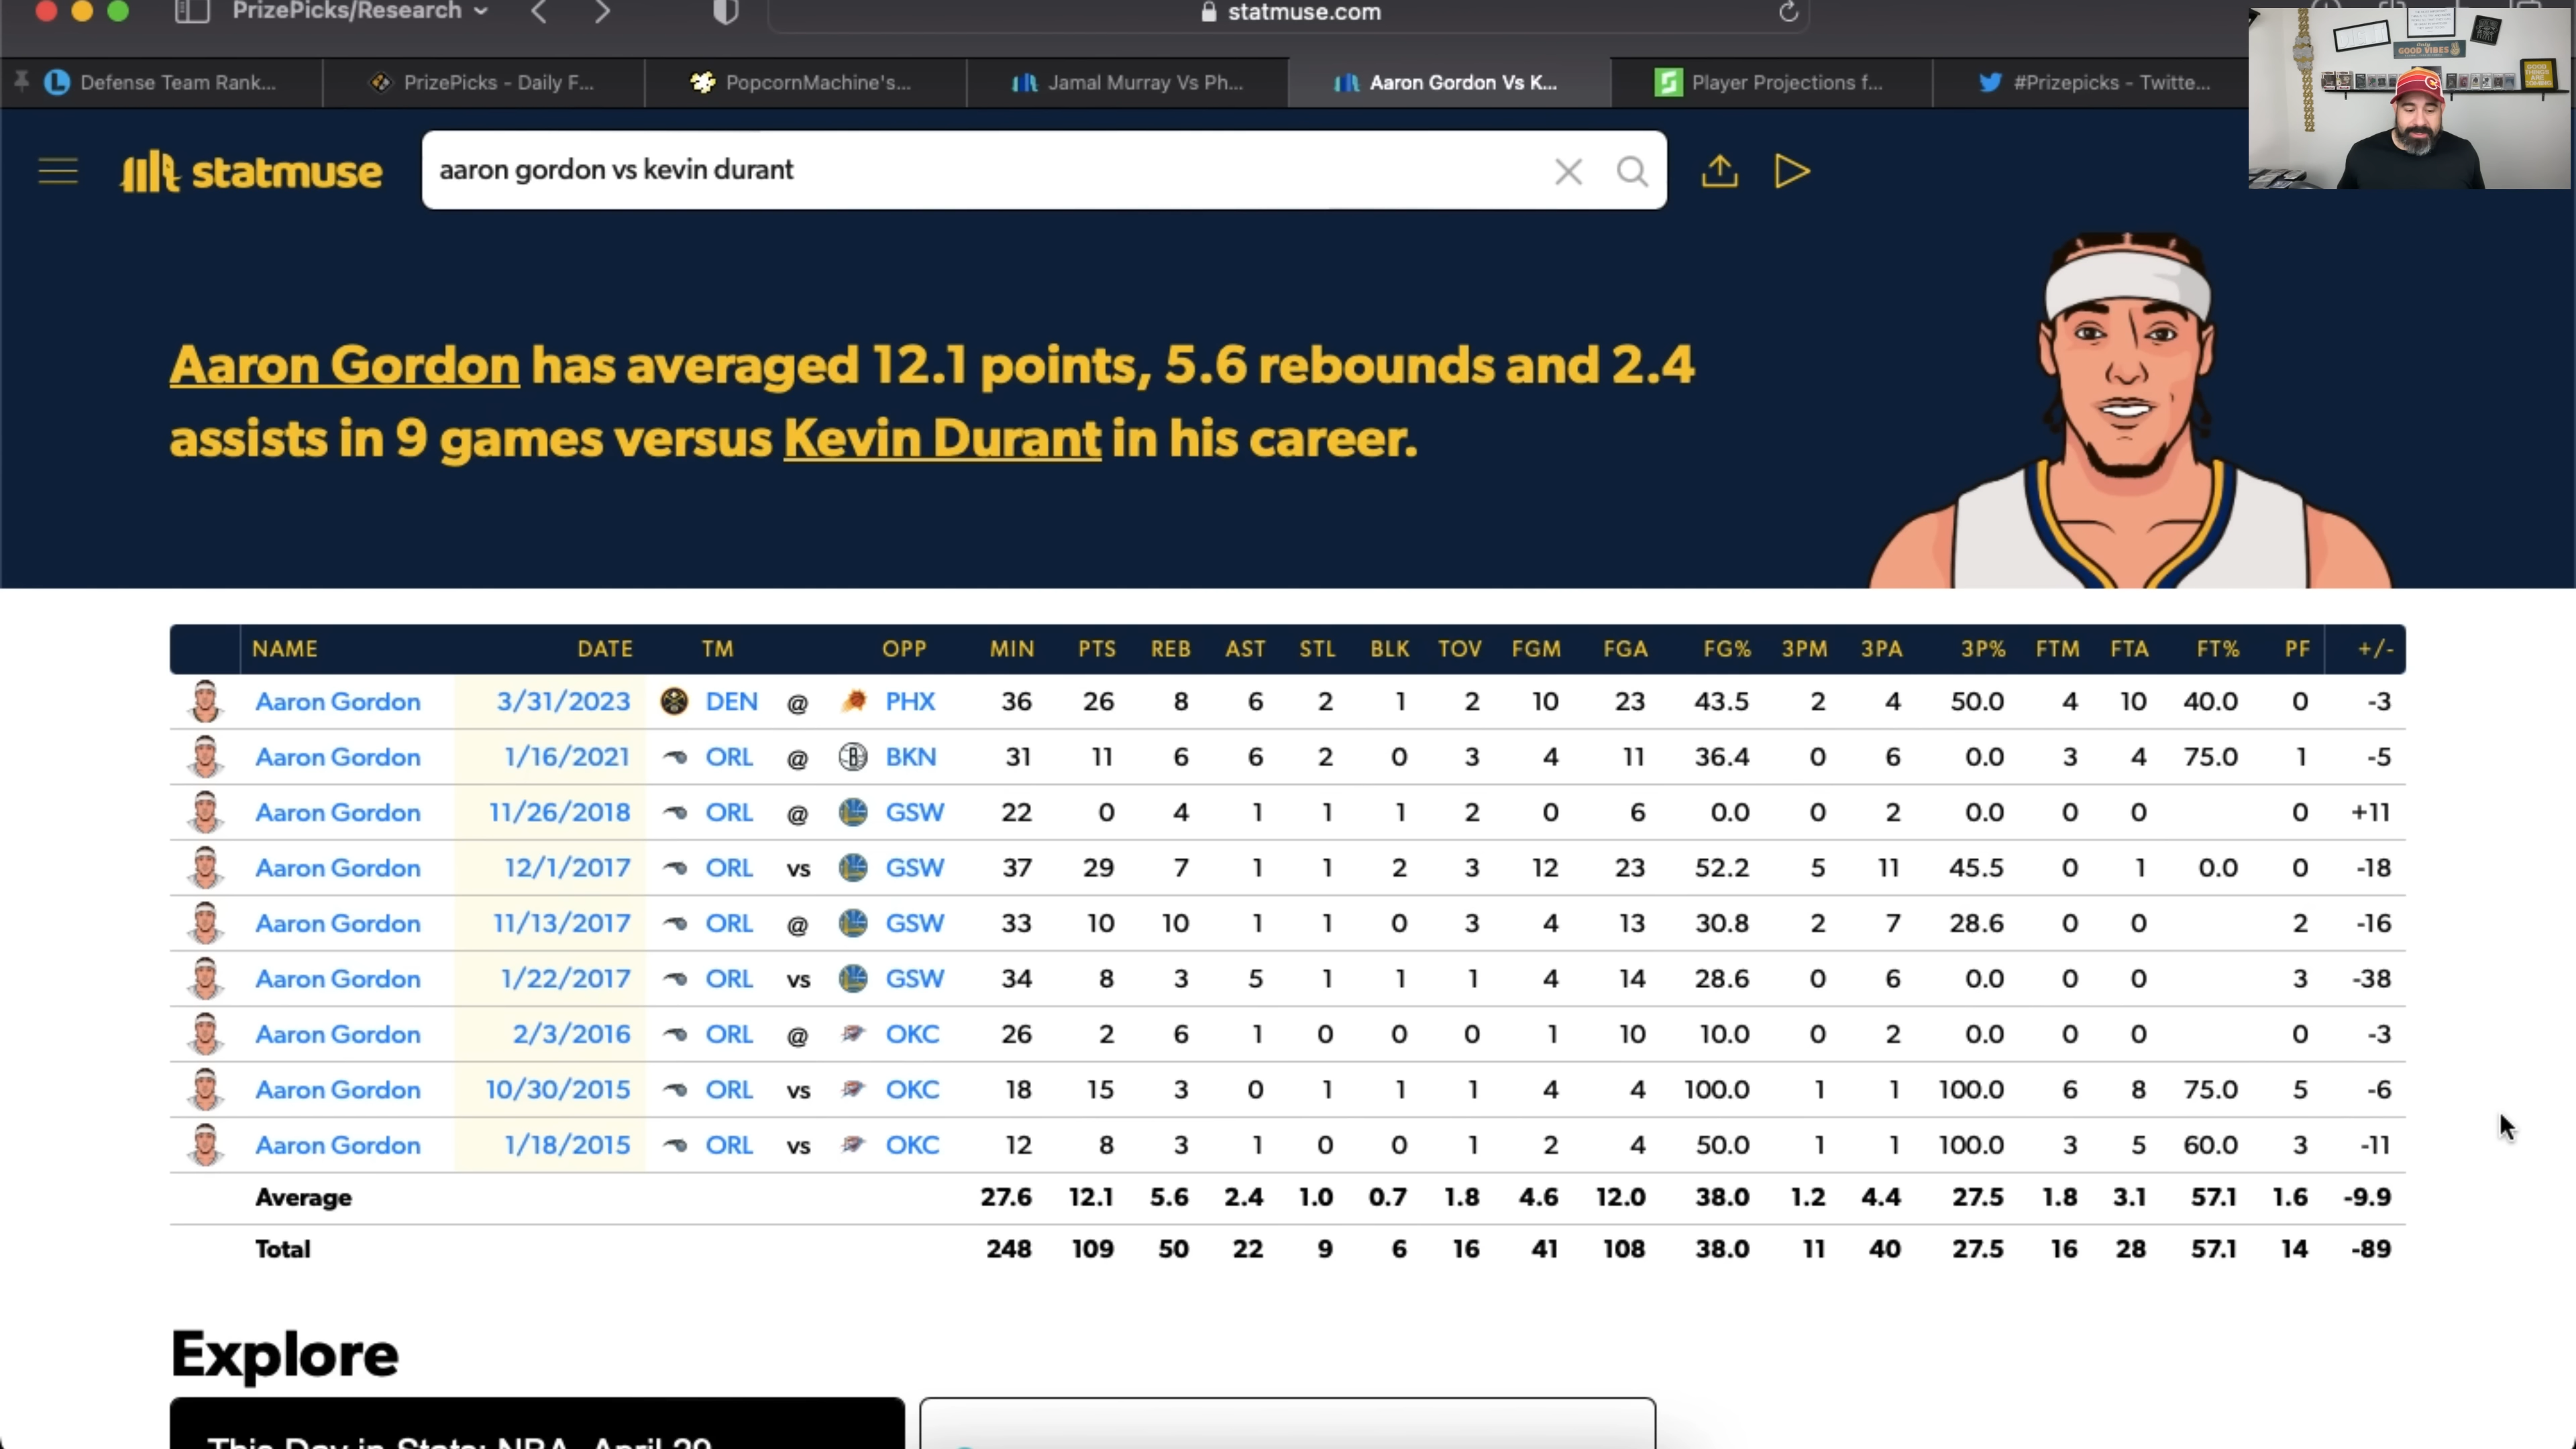 PrizePicks/Research
statmuse.com
Defense Team Rank...
PrizePicks - Daily F...
PopcornMachine's...
Jamal Murray Vs Ph...
Aaron Gordon Vs K...
Player Projections f...
#Prizepicks - Twitte...
GOOD VIBES
statmuse
aaron gordon vs kevin durant
Aaron Gordon has averaged 12.1 points, 5.6 rebounds and 2.4
assists in 9 games versus Kevin Durant in his career.
NAME DATE TM OPP MIN PTS REB AST STL BLK TOV FGM FGA FG% 3PM 3PA 3P% FTM FTA FT% PF +/-
Aaron Gordon 3/31/2023 DEN @ PHX 36 26 8 6 2 1 2 10 23 43.5 2 4 50.0 4 10 40.0 0 -3
Aaron Gordon 1/16/2021 ORL @ BKN 31 11 6 6 2 0 3 4 11 36.4 0 6 0.0 3 4 75.0 1 -5
Aaron Gordon 11/26/2018 ORL @ GSW 22 0 4 1 1 1 2 0 6 0.0 0 2 0.0 0 0 0 +11
Aaron Gordon 12/1/2017 ORL vs GSW 37 29 7 1 1 2 3 12 23 52.2 5 11 45.5 0 1 0.0 0 -18
Aaron Gordon 11/13/2017 ORL @ GSW 33 10 10 1 1 0 3 4 13 30.8 2 7 28.6 0 0 2 -16
Aaron Gordon 1/22/2017 ORL vs GSW 34 8 3 5 1 1 1 4 14 28.6 0 6 0.0 0 0 3 -38
Aaron Gordon 2/3/2016 ORL @ OKC 26 2 6 1 0 0 0 1 10 10.0 0 2 0.0 0 0 0 -3
Aaron Gordon 10/30/2015 ORL vs OKC 18 15 3 0 1 1 1 4 4 100.0 1 1 100.0 6 8 75.0 5 -6
Aaron Gordon 1/18/2015 ORL vs OKC 12 8 3 1 0 0 1 2 4 50.0 1 1 100.0 3 5 60.0 3 -11
Average 27.6 12.1 5.6 2.4 1.0 0.7 1.8 4.6 12.0 38.0 1.2 4.4 27.5 1.8 3.1 57.1 1.6 -9.9
Total 248 109 50 22 9 6 16 41 108 38.0 11 40 27.5 16 28 57.1 14 -89
Explore
This Day in Stats: NBA, April 29